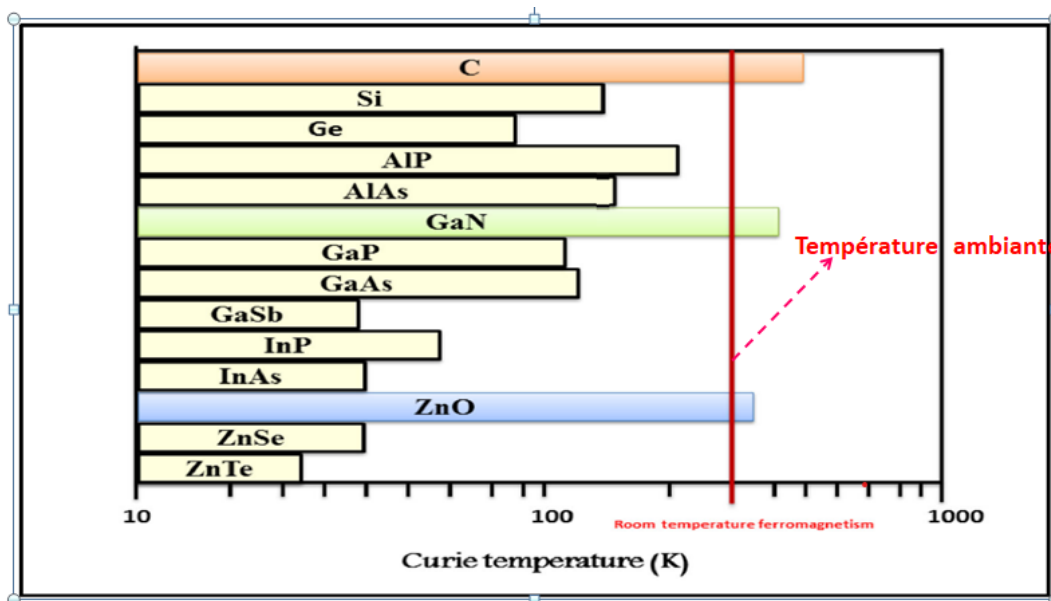 C
Si
Ge
AlP
AlAs
GaN
GaP
Température ambiant
GaAs
GaSb
InP
InAs
ZnO
ZnSe
ZnTe
10
100
1000
Room temperature ferromagnetism
Curie temperature (K)